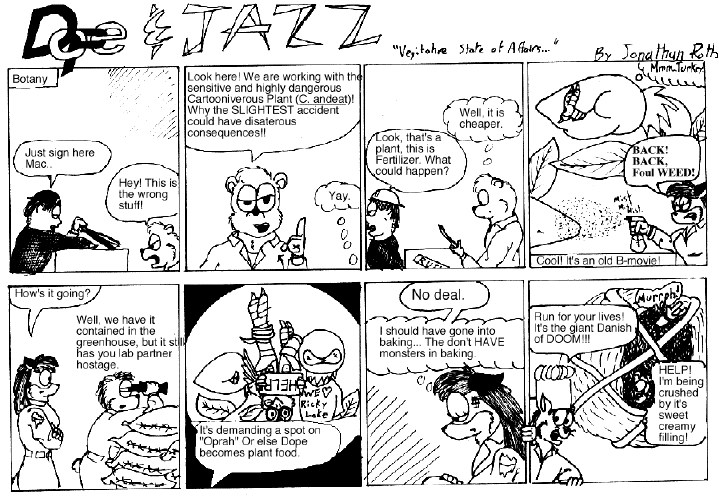 Dope & JAZZ
"Vegitative State of Affairs..."
By Jonathyn Roth
Botany
Just sign here
Mac..
Hey! This is
the wrong
stuff!
Look here! We are working with the
sensitive and highly dangerous
Cartooniverous Plant (C. andeat)!
Why the SLIGHTEST accident
could have disaterous
consequences!!
Yay.
Look, that's a
plant, this is
Fertilizer. What
could happen?
Well, it is
cheaper.
Mmm..Turkey!
BACK!
BACK,
Foul WEED!
Mist
Mist
Cool! It's an old B-movie!
How's it going?
Well, we have it
contained in the
greenhouse, but it still
has you lab partner
hostage.
HELP!
WE ♡
Ricky
Lake
It's demanding a spot on
"Oprah" Or else Dope
becomes plant food.
No deal.
I should have gone into
baking... The don't HAVE
monsters in baking.
Run for your lives!
It's the giant Danish
of DOOM!!!
Murrph!
HELP!
I'm being
crushed
by it's
sweet
creamy
filling!